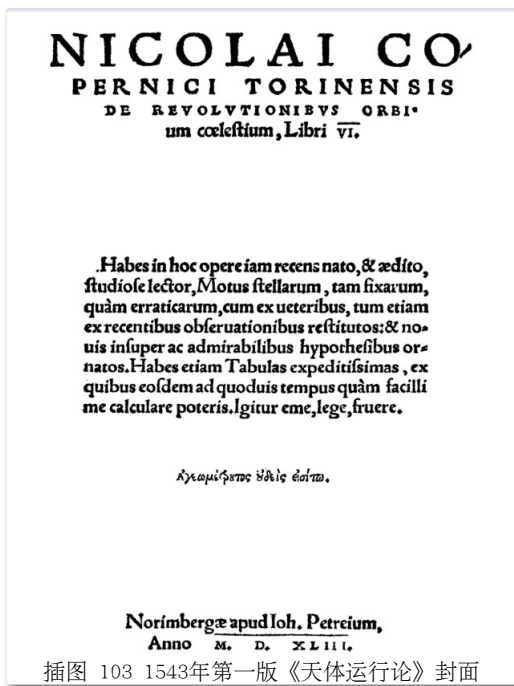 NICOLAI CO
PERNICI TORINENSIS
DE REVOLVTIONIBVS ORBI-
um cœleſtium, Libri VI.
.Habes in hoc opere iam recens nato, & ædito,
ſtudioſe lector, Motus ſtellarum, tam fixarum,
quàm erraticarum, cum ex ueteribus, tum etiam
ex recentibus obſeruationibus reſtitutos: & no-
uis inſuper ac admirabilibus hypotheſibus or-
natos. Habes etiam Tabulas expeditiſsimas, ex
quibus eoſdem ad quoduis tempus quàm facilli
me calculare poteris. Igitur eme, lege, fruere.
Ἀγεωμέτρητος οὐδεὶς εἰσίτω.
Norimbergæ apud Ioh. Petreium,
Anno M. D. XLIII.
插图 103 1543年第一版《天体运行论》封面